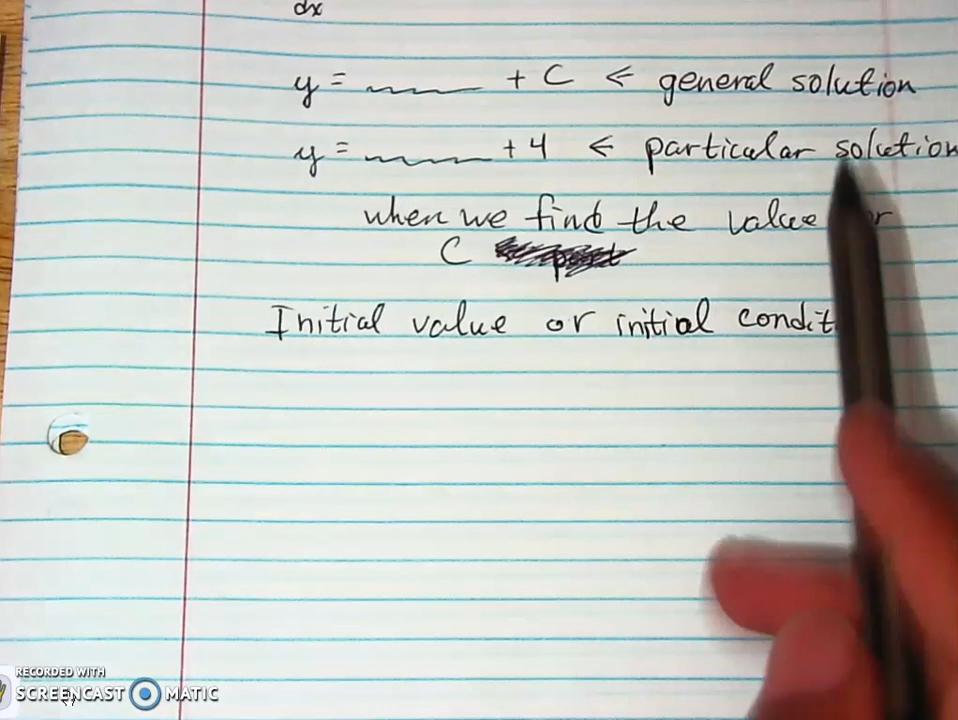 dx
y = + C ← general solution
y = + 4 ← particular solution
when we find the value
C
Initial value or initial condit
RECORDED WITH
SCREENCAST MATIC